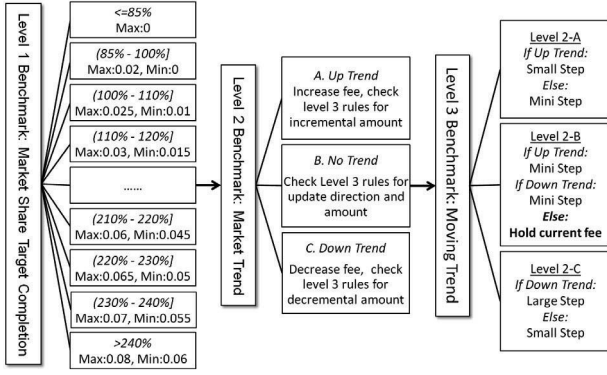 Level 1 Benchmark: Market Share Target Completion
<=85%
Max:0
(85% - 100%]
Max:0.02, Min:0
(100% - 110%]
Max:0.025, Min:0.01
(110% - 120%]
Max:0.03, Min:0.015
......
(210% - 220%]
Max:0.06, Min:0.045
(220% - 230%]
Max:0.065, Min:0.05
(230% - 240%]
Max:0.07, Min:0.055
>240%
Max:0.08, Min:0.06
Level 2 Benchmark: Market Trend
A. Up Trend
Increase fee, check
level 3 rules for
incremental amount
B. No Trend
Check Level 3 rules for
update direction and
amount
C. Down Trend
Decrease fee, check
level 3 rules for
decremental amount
Level 3 Benchmark: Moving Trend
Level 2-A
If Up Trend:
Small Step
Else:
Mini Step
Level 2-B
If Up Trend:
Mini Step
If Down Trend:
Mini Step
Else:
Hold current fee
Level 2-C
If Down Trend:
Large Step
Else:
Small Step